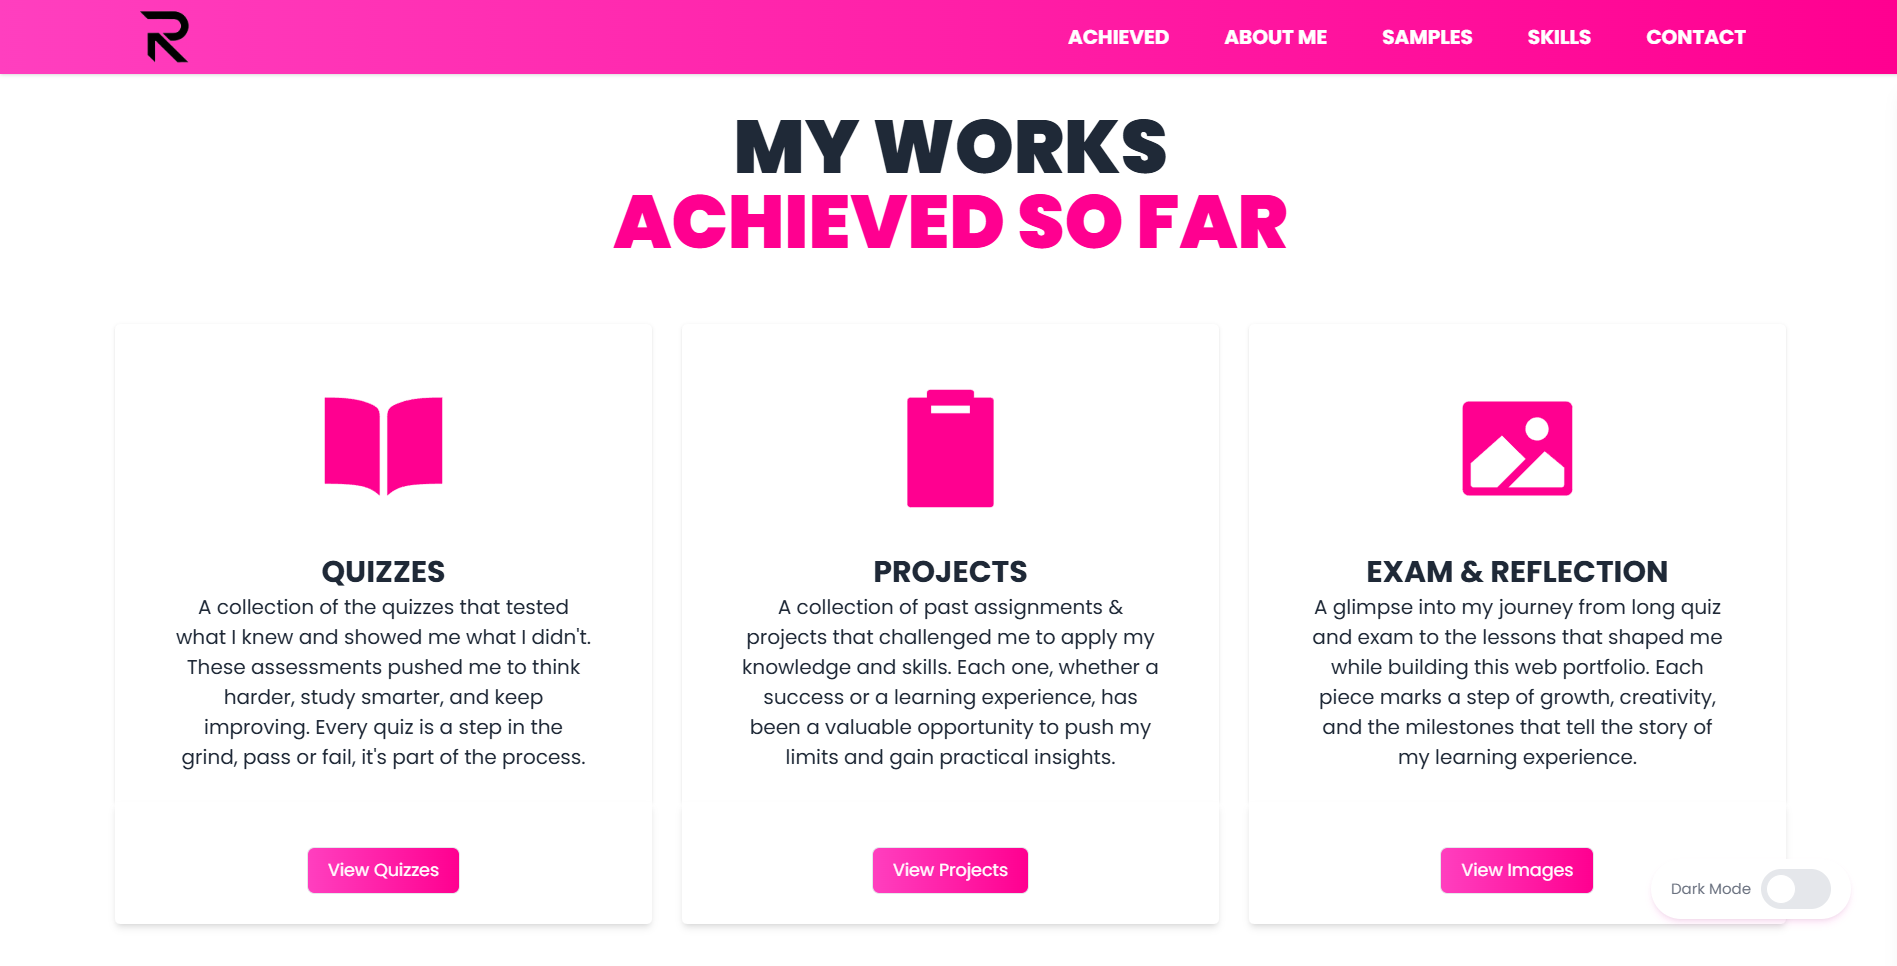 R
ACHIEVED ABOUT ME SAMPLES SKILLS CONTACT
MY WORKS
ACHIEVED SO FAR
QUIZZES
A collection of the quizzes that tested
what I knew and showed me what I didn't.
These assessments pushed me to think
harder, study smarter, and keep
improving. Every quiz is a step in the
grind, pass or fail, it's part of the process.
View Quizzes
PROJECTS
A collection of past assignments &
projects that challenged me to apply my
knowledge and skills. Each one, whether a
success or a learning experience, has
been a valuable opportunity to push my
limits and gain practical insights.
View Projects
EXAM & REFLECTION
A glimpse into my journey from long quiz
and exam to the lessons that shaped me
while building this web portfolio. Each
piece marks a step of growth, creativity,
and the milestones that tell the story of
my learning experience.
View Images
Dark Mode